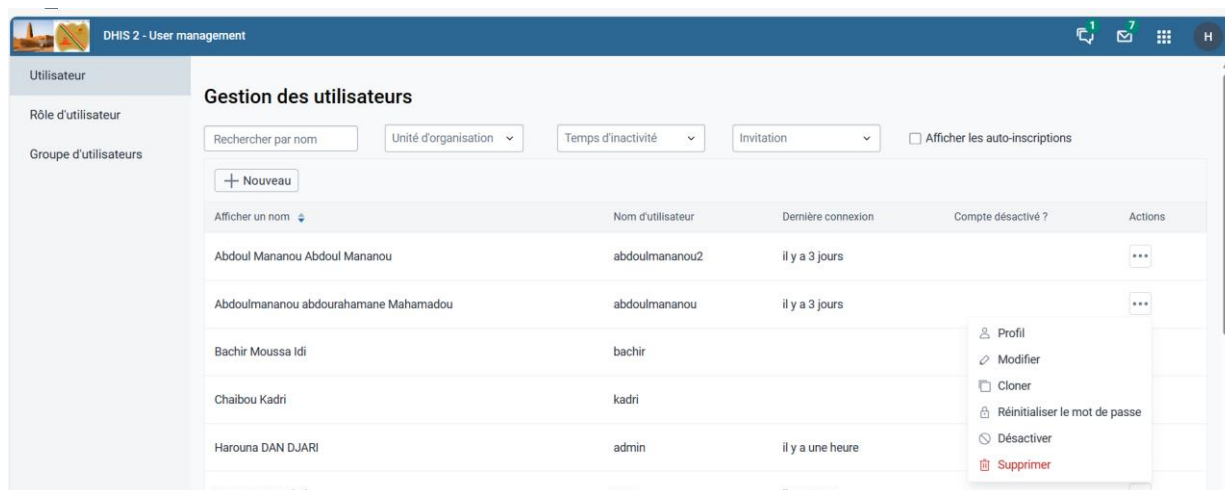 DHIS 2 - User management
1
7
H
Utilisateur
Rôle d'utilisateur
Groupe d'utilisateurs
Gestion des utilisateurs
Rechercher par nom
Unité d'organisation
Temps d'inactivité
Invitation
Afficher les auto-inscriptions
+ Nouveau
Afficher un nom Nom d'utilisateur Dernière connexion Compte désactivé ? Actions
Abdoul Mananou Abdoul Mananou abdoulmananou2 il y a 3 jours
Abdoulmananou abdourahamane Mahamadou abdoulmananou il y a 3 jours
Bachir Moussa Idi bachir
Chaibou Kadri kadri
Harouna DAN DJARI admin il y a une heure
Profil
Modifier
Cloner
Réinitialiser le mot de passe
Désactiver
Supprimer